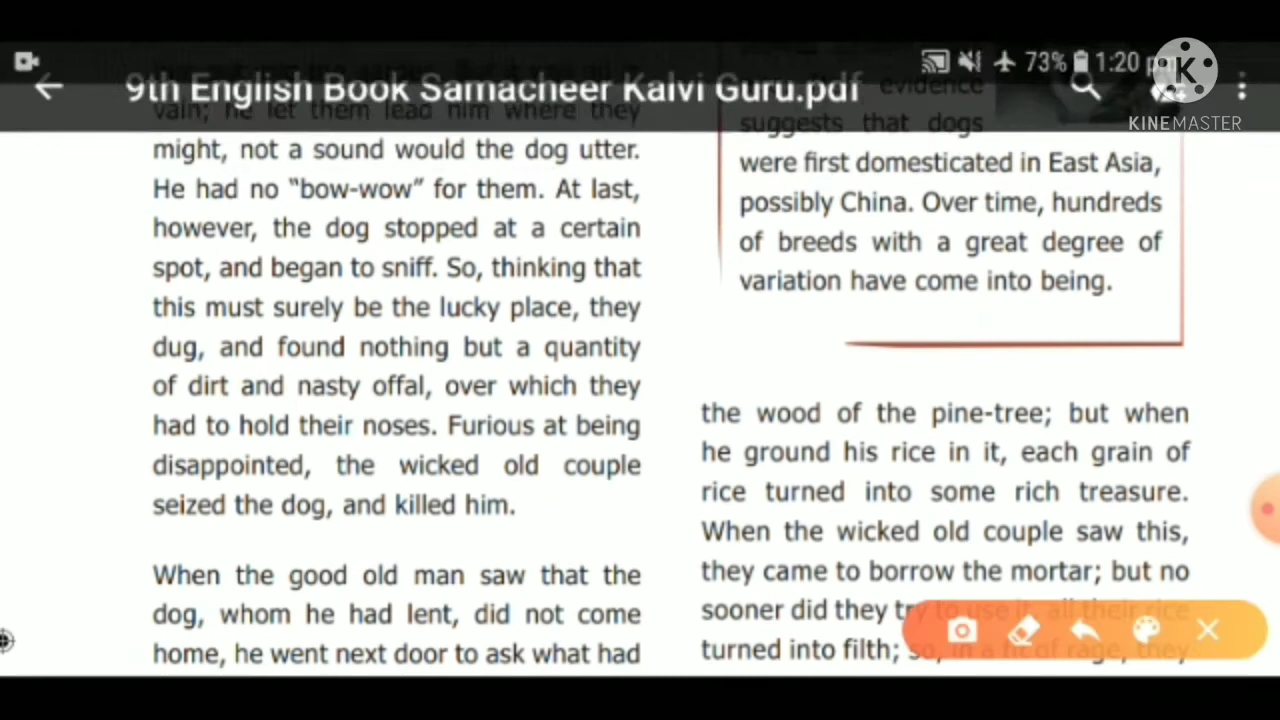 73% 1:20
9th English Book Samacheer Kalvi Guru.pdf
K
KINEMASTER
vain; he let them lead him where they
might, not a sound would the dog utter.
He had no “bow-wow” for them. At last,
however, the dog stopped at a certain
spot, and began to sniff. So, thinking that
this must surely be the lucky place, they
dug, and found nothing but a quantity
of dirt and nasty offal, over which they
had to hold their noses. Furious at being
disappointed, the wicked old couple
seized the dog, and killed him.
When the good old man saw that the
dog, whom he had lent, did not come
home, he went next door to ask what had
evidence
suggests that dogs
were first domesticated in East Asia,
possibly China. Over time, hundreds
of breeds with a great degree of
variation have come into being.
the wood of the pine-tree; but when
he ground his rice in it, each grain of
rice turned into some rich treasure.
When the wicked old couple saw this,
they came to borrow the mortar; but no
sooner did they try to use it, all their rice
turned into filth; so, in a fit of rage, they